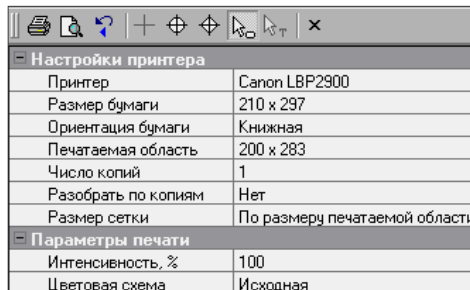 Настройки принтера
Принтер Canon LBP2900
Размер бумаги 210 x 297
Ориентация бумаги Книжная
Печатаемая область 200 x 283
Число копий 1
Разобрать по копиям Нет
Размер сетки По размеру печатаемой области
Параметры печати
Интенсивность, % 100
Цветовая схема Исходная